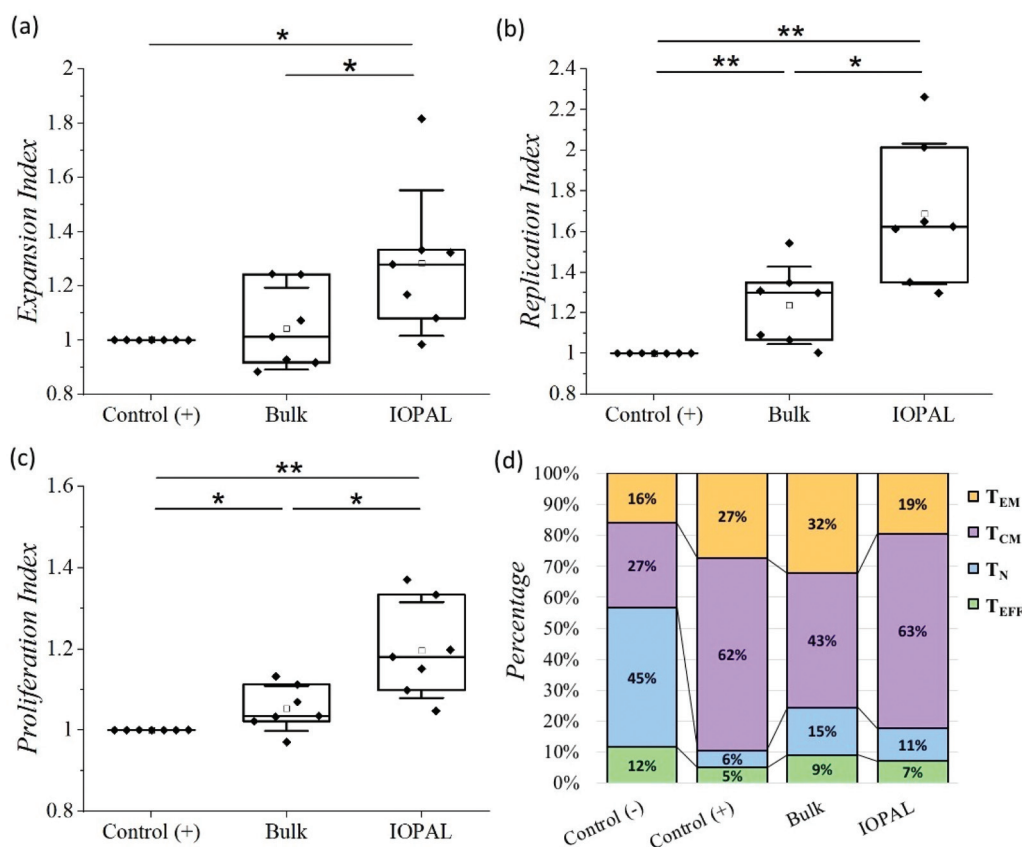 (a)
*
*
Expansion Index
2
1.8
1.6
1.4
1.2
1
0.8
Control (+) Bulk IOPAL
(b)
**
** *
Replication Index
2.4
2.2
2
1.8
1.6
1.4
1.2
1
0.8
Control (+) Bulk IOPAL
(c)
**
* *
Proliferation Index
1.6
1.4
1.2
1
0.8
Control (+) Bulk IOPAL
(d)
Percentage
100%
90%
80%
70%
60%
50%
40%
30%
20%
10%
0%
16% 27% 32% 19%
27% 62% 43% 63%
45% 6% 15% 11%
12% 5% 9% 7%
Control (-) Control (+) Bulk IOPAL
TEM
TCM
TN
TEFF